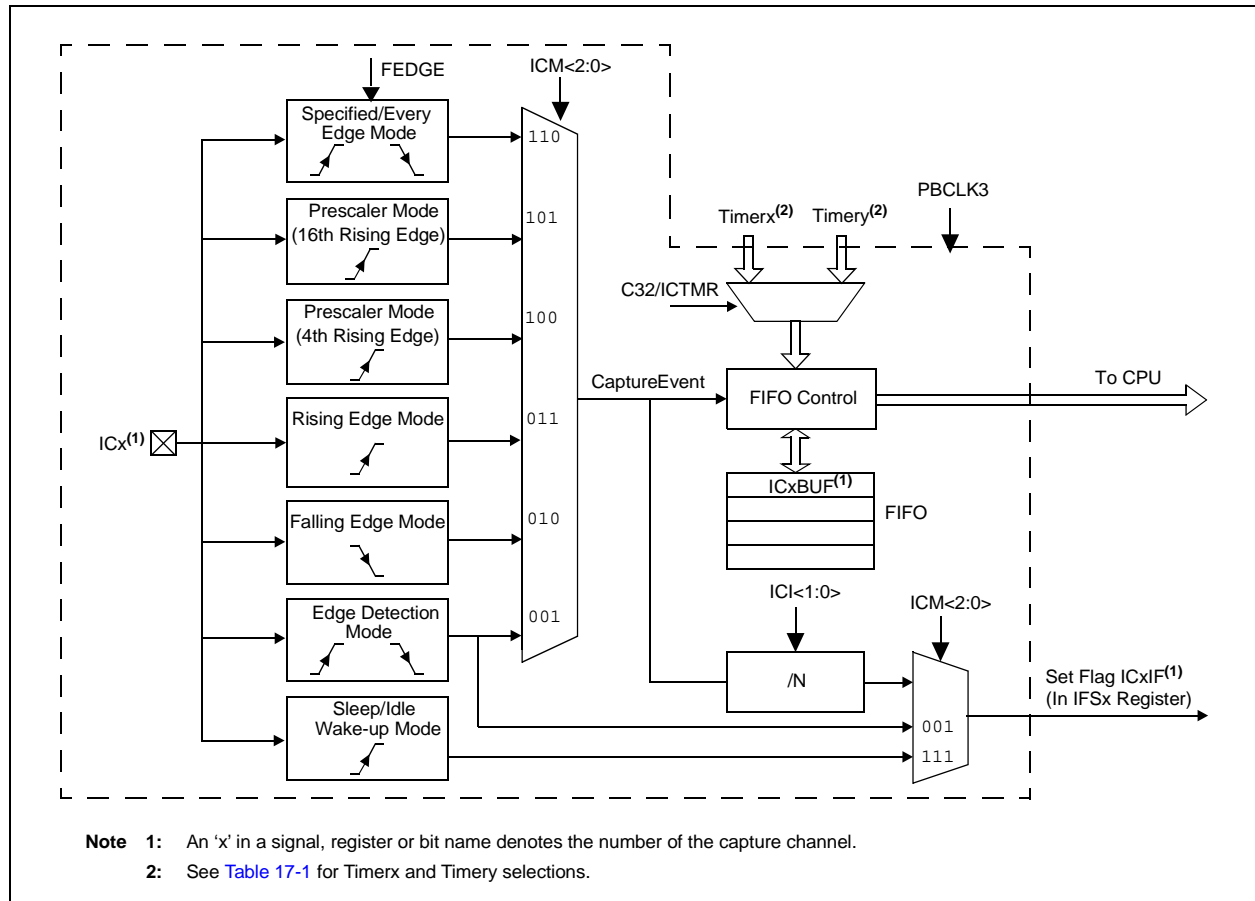 FEDGE
ICM<2:0>
Specified/Every
Edge Mode
110
Prescaler Mode
(16th Rising Edge)
101
PBCLK3
Timerx(2)
Timery(2)
C32/ICTMR
Prescaler Mode
(4th Rising Edge)
100
CaptureEvent
FIFO Control
To CPU
ICx(1)
Rising Edge Mode
011
ICxBUF(1)
FIFO
Falling Edge Mode
010
ICI<1:0>
ICM<2:0>
Edge Detection
Mode
001
/N
Set Flag ICxIF(1)
(In IFSx Register)
Sleep/Idle
Wake-up Mode
001
111
Note 1: An ‘x’ in a signal, register or bit name denotes the number of the capture channel.
2: See Table 17-1 for Timerx and Timery selections.